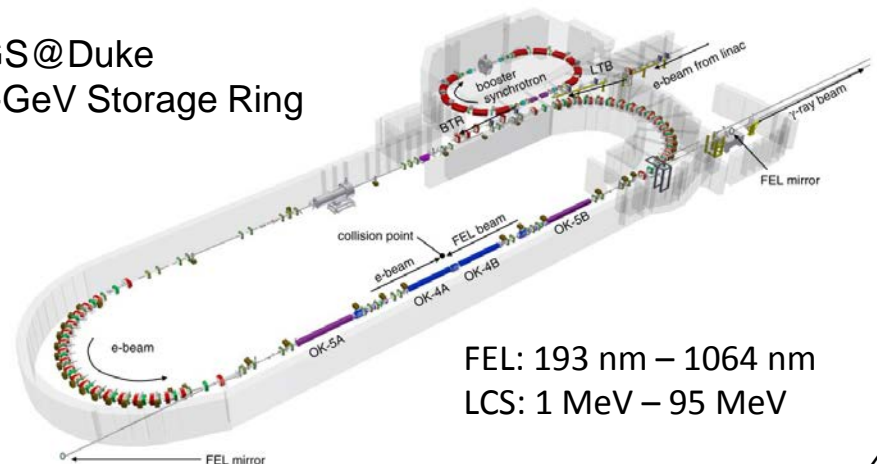 GS@Duke
GeV Storage Ring
booster
synchrotron
LTB
e-beam from linac
BTR
γ-ray beam
FEL mirror
collision point
FEL beam
e-beam
OK-5B
OK-4B
OK-4A
OK-5A
e-beam
FEL: 193 nm – 1064 nm
LCS: 1 MeV – 95 MeV
FEL mirror